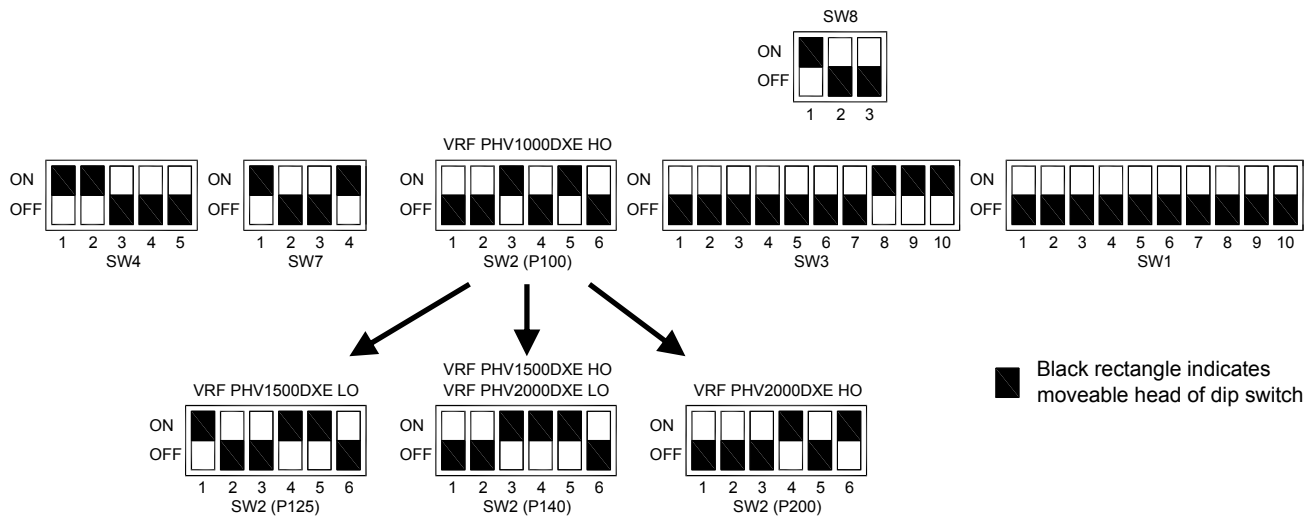 SW8
ON
OFF
1 2 3
VRF PHV1000DXE HO
ON
OFF
1 2 3 4 5
SW4
ON
OFF
1 2 3 4
SW7
ON
OFF
1 2 3 4 5 6
SW2 (P100)
ON
OFF
1 2 3 4 5 6 7 8 9 10
SW3
ON
OFF
1 2 3 4 5 6 7 8 9 10
SW1
VRF PHV1500DXE LO
ON
OFF
1 2 3 4 5 6
SW2 (P125)
VRF PHV1500DXE HO
VRF PHV2000DXE LO
ON
OFF
1 2 3 4 5 6
SW2 (P140)
VRF PHV2000DXE HO
ON
OFF
1 2 3 4 5 6
SW2 (P200)
Black rectangle indicates
moveable head of dip switch